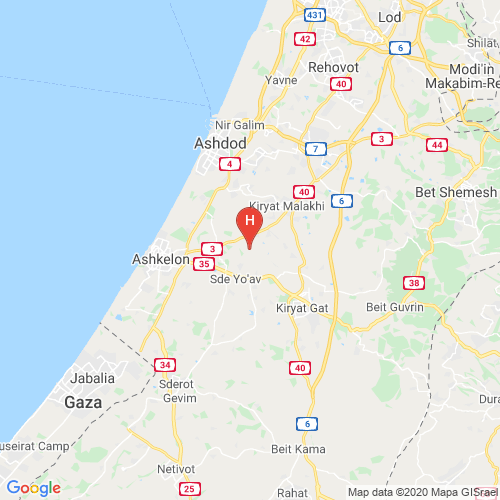 431
Lod
42
6
Shilat
Rehovot
Modi'in
Makabim-Re
Yavne
40
Nir Galim
Ashdod
3
7
44
4
40
Bet Shemesh
6
Kiryat Malakhi
H
3
Ashkelon
35
Sde Yo'av
38
Kiryat Gat
Beit Guvrin
34
40
Jabalia
Sderot
Gevim
Gaza
Dura
6
useirat Camp
Beit Kama
Netivot
25
Rahat
Google
Map data ©2020 Mapa GISrael